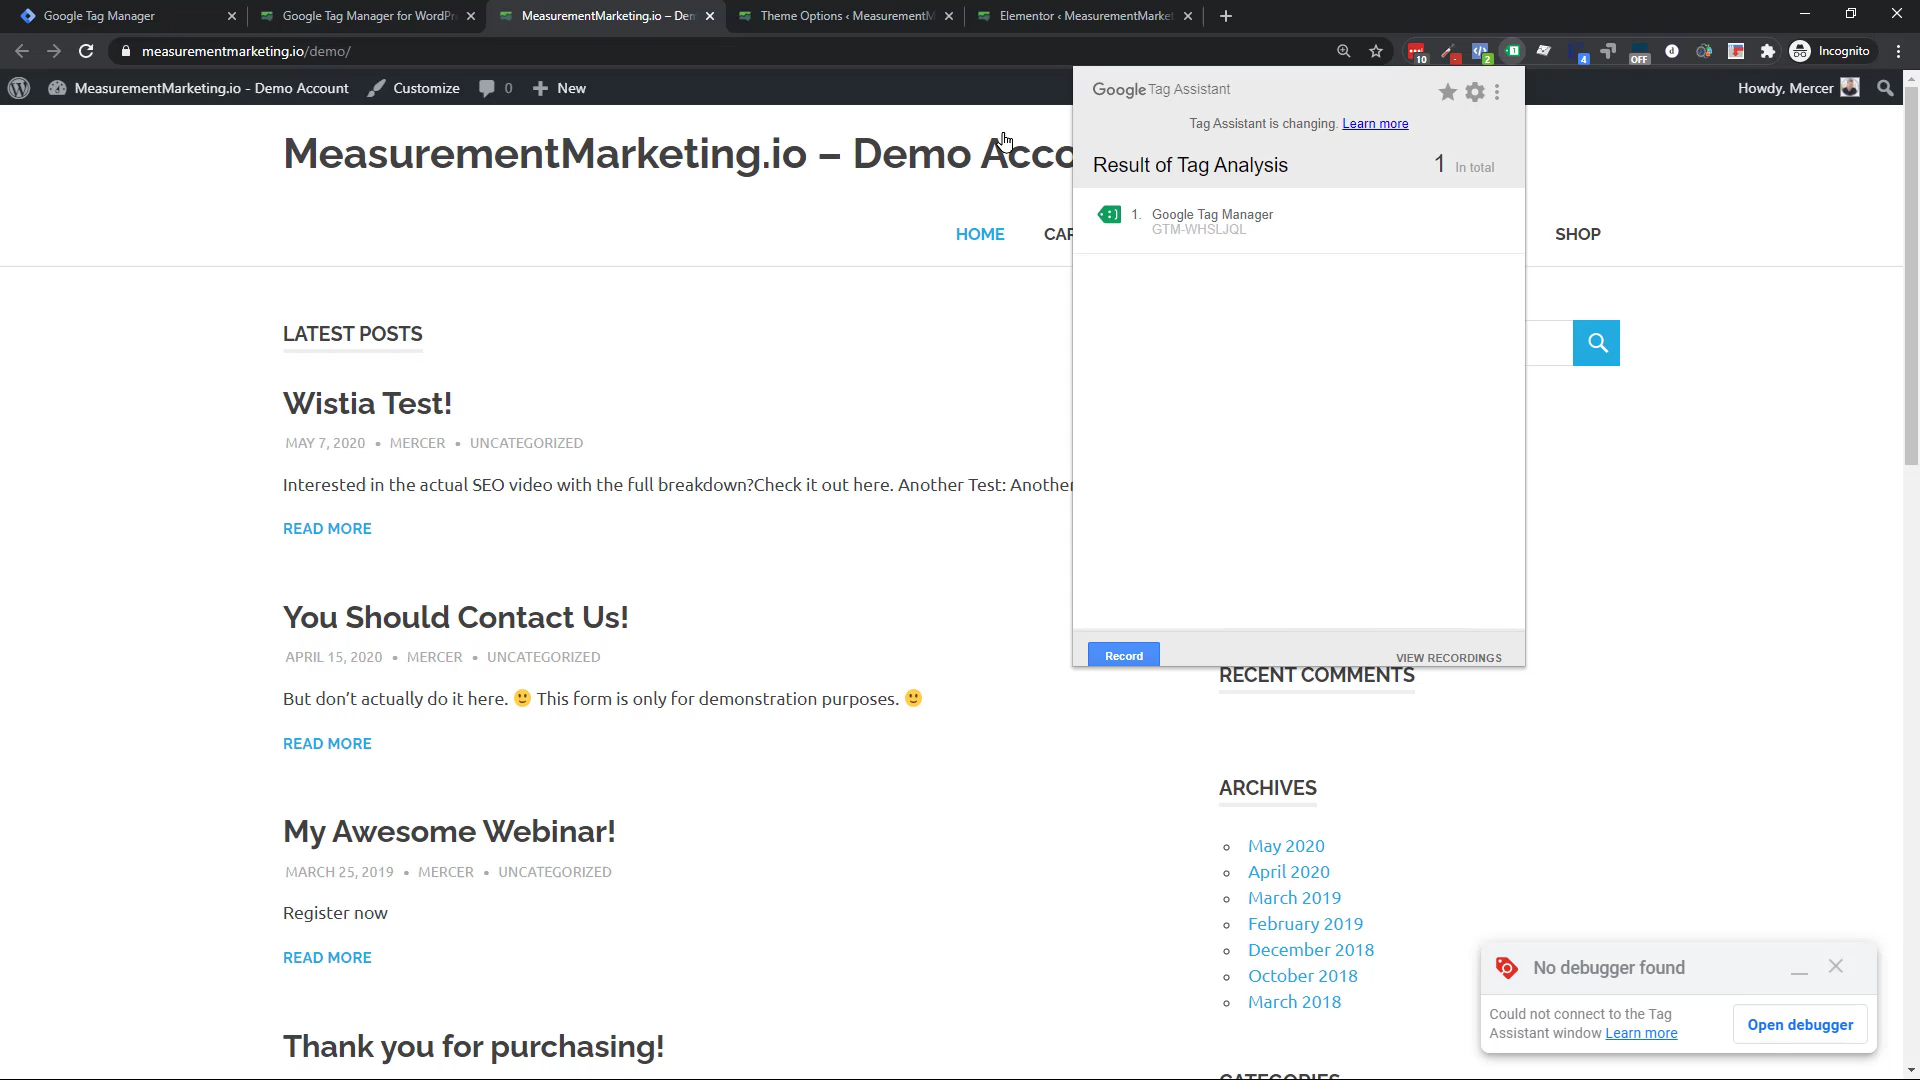 Google Tag Manager
Google Tag Manager for WordPr
MeasurementMarketing.io – Den
Theme Options ‹ MeasurementM
Elementor ‹ MeasurementMarke
measurementmarketing.io/demo/
10
2
4
OFF
Incognito
MeasurementMarketing.io - Demo Account
Customize
0
New
Howdy, Mercer
MeasurementMarketing.io – Demo Acco
HOME
CAR
SHOP
Google Tag Assistant
Tag Assistant is changing. Learn more
Result of Tag Analysis
1 In total
1. Google Tag Manager
GTM-WHSLJQL
Record
VIEW RECORDINGS
LATEST POSTS
Wistia Test!
MAY 7, 2020 • MERCER • UNCATEGORIZED
Interested in the actual SEO video with the full breakdown?Check it out here. Another Test: Another
READ MORE
You Should Contact Us!
APRIL 15, 2020 • MERCER • UNCATEGORIZED
But don't actually do it here. 🙂 This form is only for demonstration purposes. 🙂
READ MORE
My Awesome Webinar!
MARCH 25, 2019 • MERCER • UNCATEGORIZED
Register now
READ MORE
Thank you for purchasing!
RECENT COMMENTS
ARCHIVES
May 2020
April 2020
March 2019
February 2019
December 2018
October 2018
March 2018
CATEGORIES
No debugger found
Could not connect to the Tag
Assistant window Learn more
Open debugger